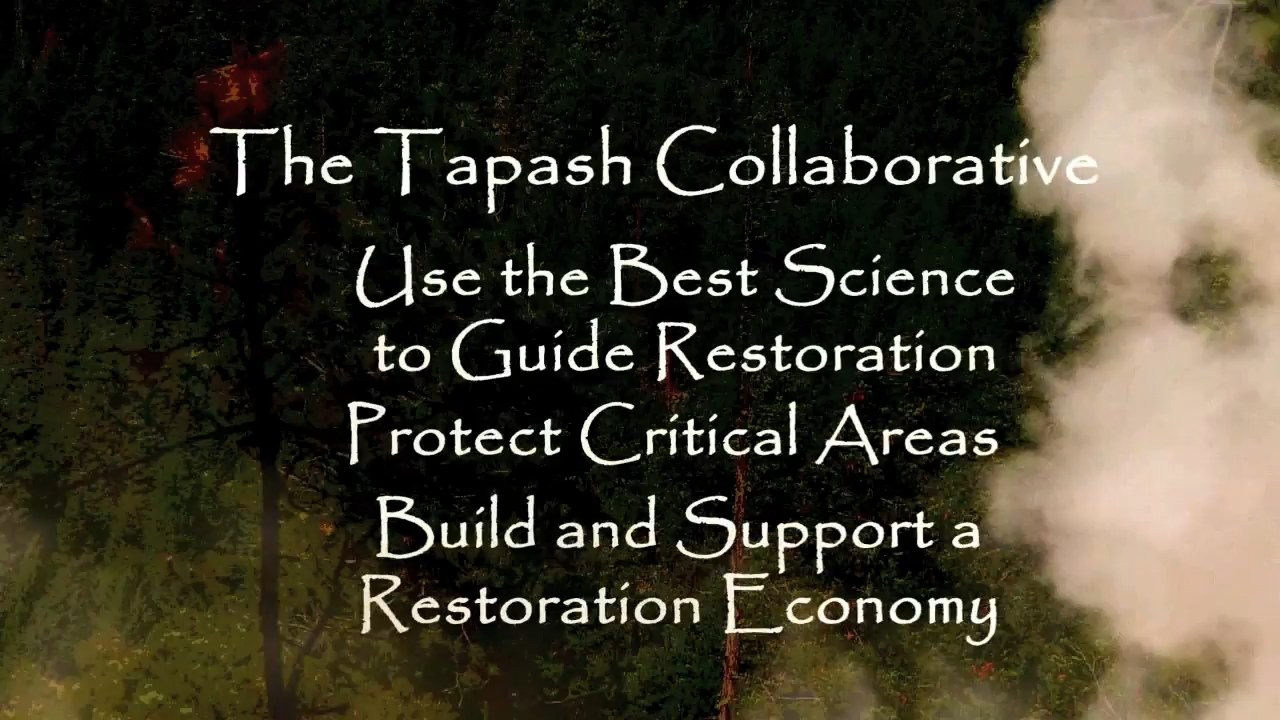 The Tapash Collaborative
Use the Best Science
to Guide Restoration
Protect Critical Areas
Build and Support a
Restoration Economy